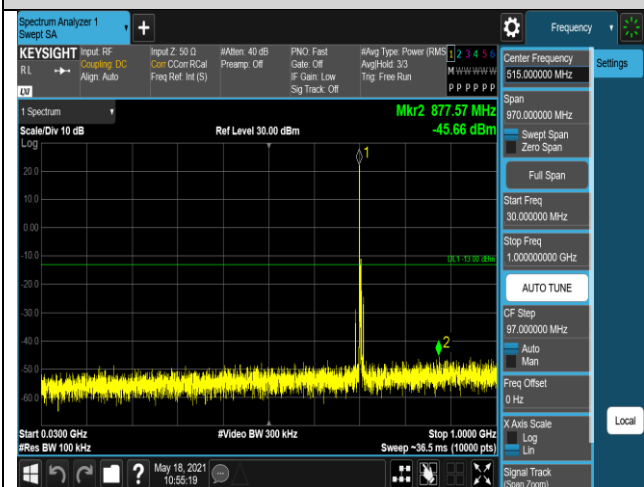 Spectrum Analyzer 1
Swept SA
+
Frequency
KEYSIGHT
RL
LXI
Input: RF
Coupling: DC
Align: Auto
Input Z: 50 Ω
Corr CCorr RCal
Freq Ref: Int (S)
#Atten: 40 dB
Preamp: Off
PNO: Fast
Gate: Off
IF Gain: Low
Sig Track: Off
#Avg Type: Power (RMS
Avg|Hold: 3/3
Trig: Free Run
1 2 3 4 5 6
M W W W W W
P P P P P P
1 Spectrum
Scale/Div 10 dB
Log
Ref Level 30.00 dBm
Mkr2 877.57 MHz
-45.66 dBm
1
20.0
10.0
0.00
-10.0
DL1 -13.00 dBm
-20.0
-30.0
-40.0
2
-50.0
-60.0
Start 0.0300 GHz
#Res BW 100 kHz
#Video BW 300 kHz
Stop 1.0000 GHz
Sweep ~36.5 ms (10000 pts)
May 18, 2021
10:55:19
Settings
Center Frequency
515.000000 MHz
Span
970.000000 MHz
Swept Span
Zero Span
Full Span
Start Freq
30.000000 MHz
Stop Freq
1.000000000 GHz
AUTO TUNE
CF Step
97.000000 MHz
Auto
Man
Freq Offset
0 Hz
X Axis Scale
Log
Lin
Signal Track
(Span Zoom)
Local